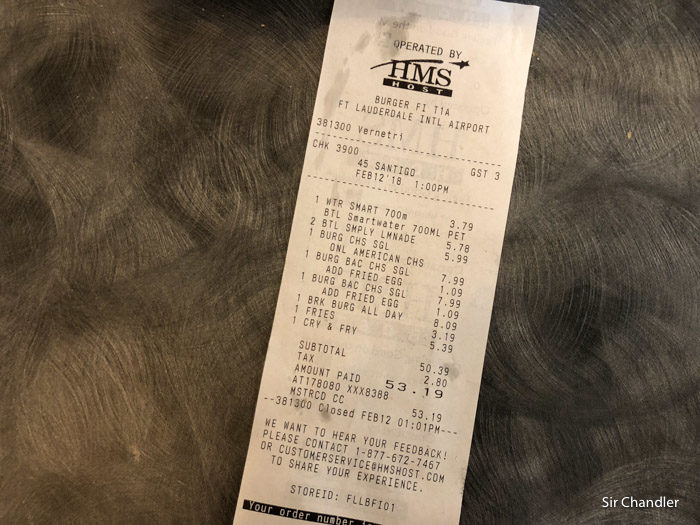 OPERATED BY
HMS
HOST
BURGER FI T1A
FT LAUDERDALE INTL AIRPORT
381300 Vernetri
CHK 3900 GST 3
45 SANTIGO
FEB12'18 1:00PM
1 WTR SMART 700m 3.79
BTL Smartwater 700ML PET
2 BTL SMPLY LMNADE 5.78
1 BURG CHS SGL 5.99
ONL AMERICAN CHS
1 BURG BAC CHS SGL 7.99
ADD FRIED EGG 1.09
1 BURG BAC CHS SGL 7.99
ADD FRIED EGG 1.09
1 BRK BURG ALL DAY 8.09
1 FRIES 3.19
1 CRY & FRY 5.39
SUBTOTAL 50.39
TAX 2.80
AMOUNT PAID 53.19
AT178080 XXX8388
MSTRCD CC 53.19
--381300 Closed FEB12 01:01PM---
WE WANT TO HEAR YOUR FEEDBACK!
PLEASE CONTACT 1-877-672-7467
OR CUSTOMERSERVICE@HMSHOST.COM
TO SHARE YOUR EXPERIENCE.
STOREID: FLLBFI01
Your order number i
Sir Chandler